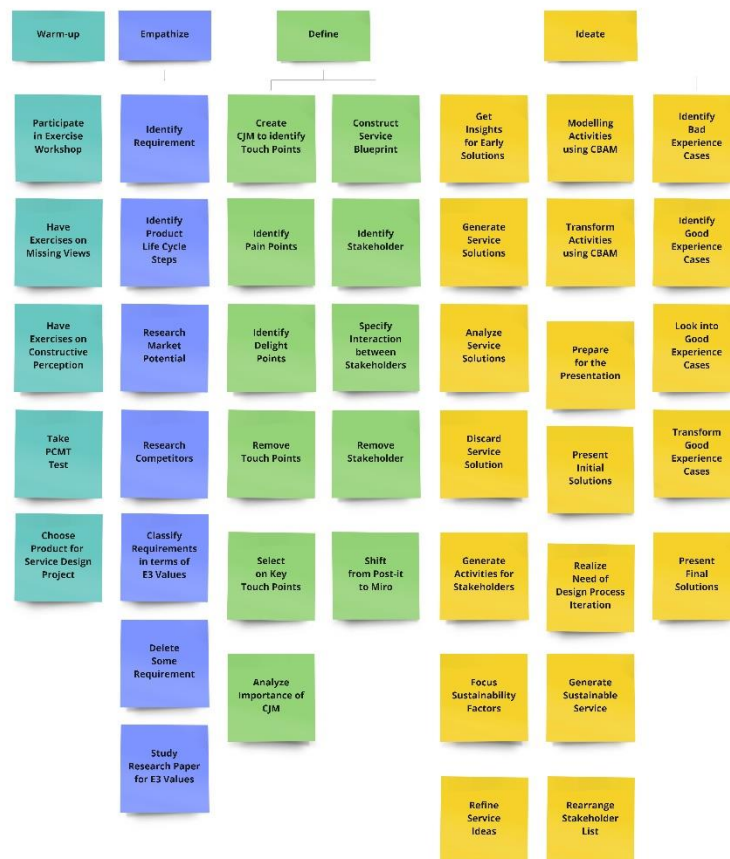 Warm-up
Empathize
Define
Ideate
Participate
in Exercise
Workshop
Have
Exercises on
Missing Views
Have
Exercises on
Constructive
Perception
Take
PCMT
Test
Choose
Product for
Service Design
Project
Identify
Requirement
Identify
Product
Life Cycle
Steps
Research
Market
Potential
Research
Competitors
Classify
Requirements
in terms of
E3 Values
Delete
Some
Requirement
Study
Research Paper
for E3 Values
Create
CJM to identify
Touch Points
Identify
Pain Points
Identify
Delight
Points
Remove
Touch Points
Select
on Key
Touch Points
Analyze
Importance of
CJM
Construct
Service
Blueprint
Identify
Stakeholder
Specify
Interaction
between
Stakeholders
Remove
Stakeholder
Shift
from Post-it
to Miro
Get
Insights
for Early
Solutions
Generate
Service
Solutions
Analyze
Service
Solutions
Discard
Service
Solution
Generate
Activities for
Stakeholders
Focus
Sustainability
Factors
Refine
Service
Ideas
Modelling
Activities
using CBAM
Transform
Activities
using CBAM
Prepare
for the
Presentation
Present
Initial
Solutions
Realize
Need of
Design Process
Iteration
Generate
Sustainable
Service
Rearrange
Stakeholder
List
Identify
Bad
Experience
Cases
Identify
Good
Experience
Cases
Look into
Good
Experience
Cases
Transform
Good
Experience
Cases
Present
Final
Solutions